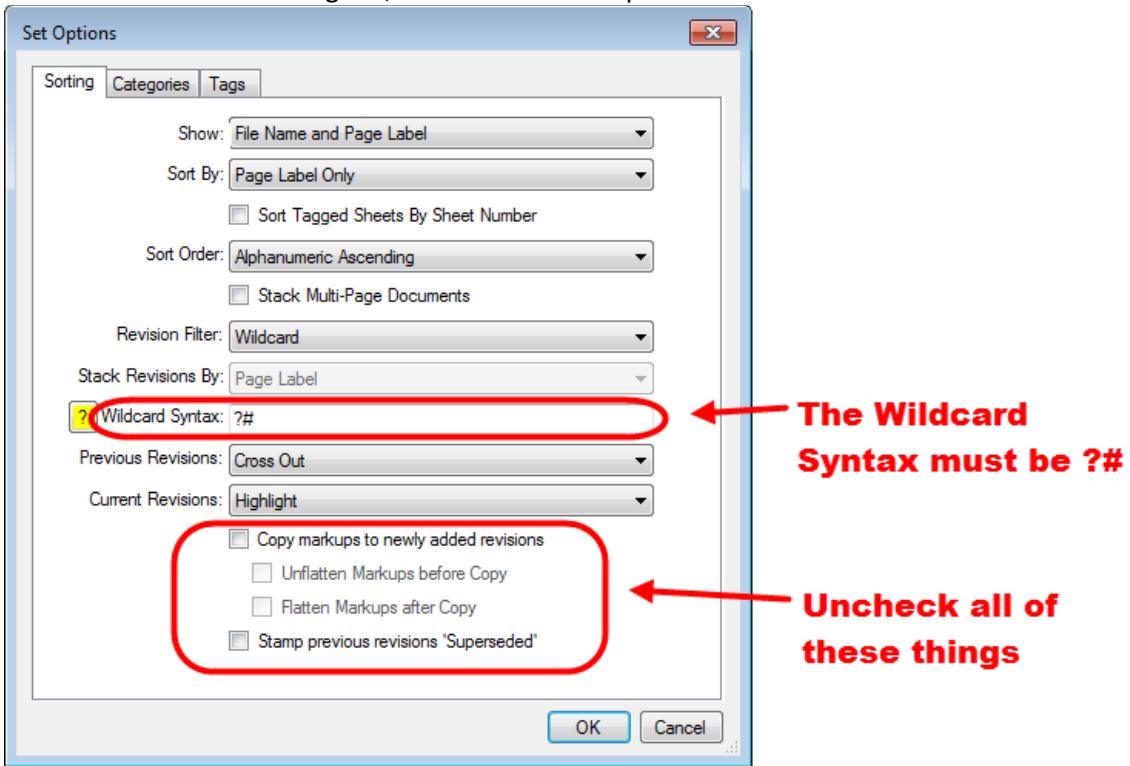 Set Options
Sorting Categories Tags
Show: File Name and Page Label
Sort By: Page Label Only
Sort Tagged Sheets By Sheet Number
Sort Order: Alphanumeric Ascending
Stack Multi-Page Documents
Revision Filter: Wildcard
Stack Revisions By: Page Label
? Wildcard Syntax: ?#
Previous Revisions: Cross Out
Current Revisions: Highlight
Copy markups to newly added revisions
Unflatten Markups before Copy
Flatten Markups after Copy
Stamp previous revisions 'Superseded'
OK Cancel
The Wildcard
Syntax must be ?#
Uncheck all of
these things